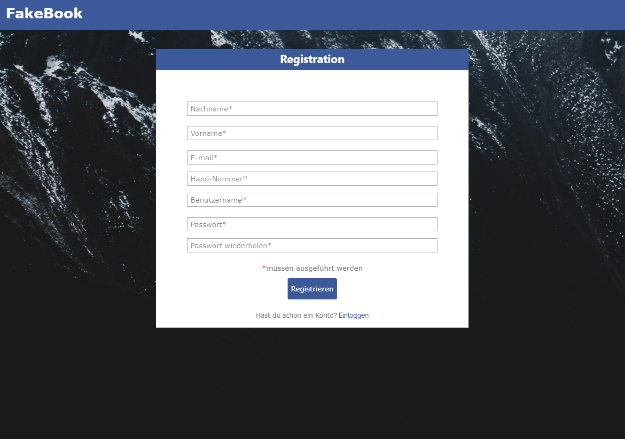 FakeBook
Registration
Nachname*
Vorname*
E-mail*
Hand-Nummer*
Benutzername*
Passwort*
Passwort wiederholen*
*müssen ausgeführt werden
Registrieren
Hast du schon ein Konto? Einloggen